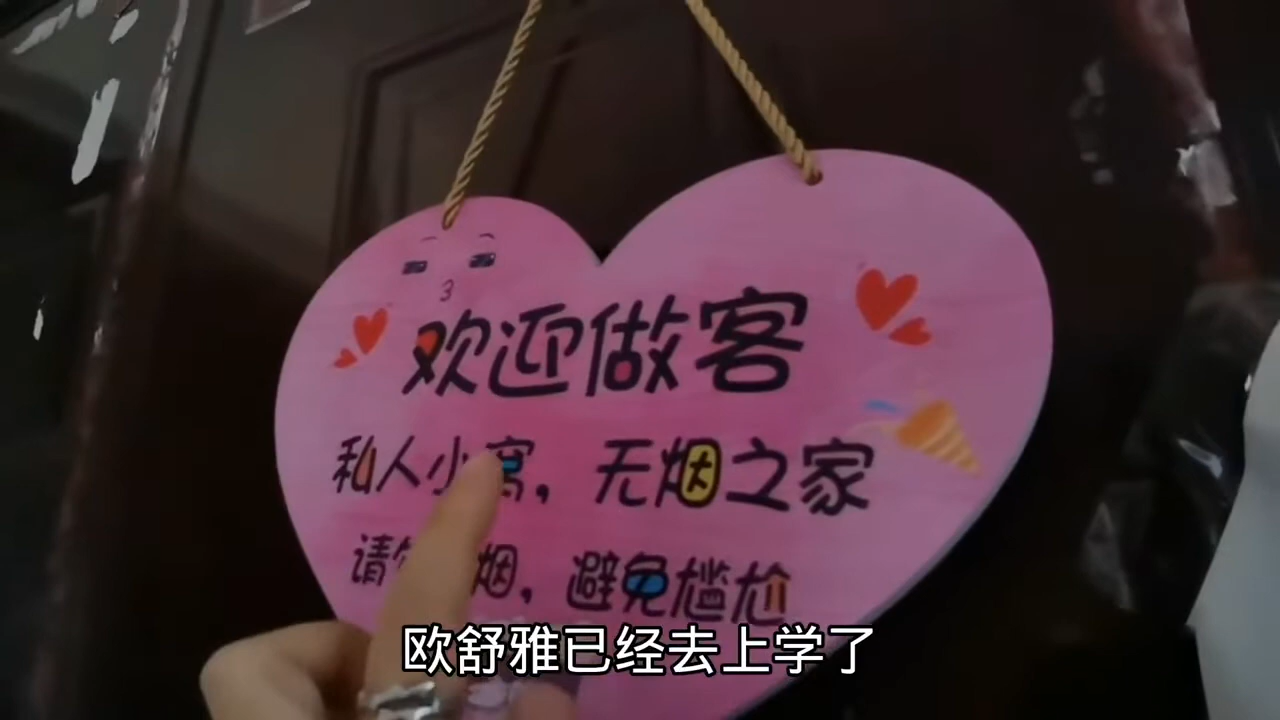 欢迎做客
私人小窝，无烟之家
请 烟，避免尴尬
欧舒雅已经去上学了